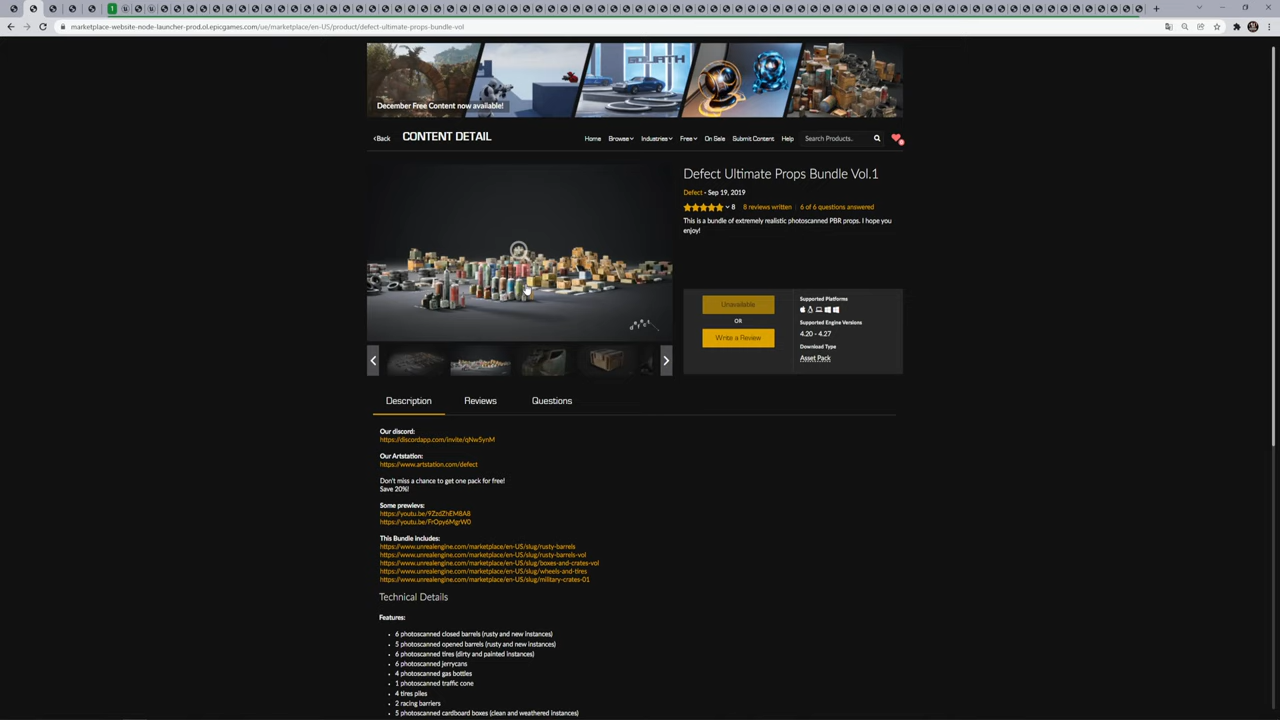 marketplace-website-node-launcher-prod.ol.epicgames.com/ue/marketplace/en-US/product/defect-ultimate-props-bundle-vol
GOLIATH
December Free Content now available!
<Back
CONTENT DETAIL
Home
Browse
Industries
Free
On Sale
Submit Content
Help
Search Products..
Defect Ultimate Props Bundle Vol.1
Defect • Sep 19, 2019
8 8 reviews written | 6 of 6 questions answered
This is a bundle of extremely realistic photoscanned PBR props. I hope you
enjoy!
Unavailable
OR
Write a Review
Supported Platforms
Supported Engine Versions
4.20 - 4.27
Download Type
Asset Pack
Description
Reviews
Questions
Our discord:
https://discordapp.com/invite/qNw5ynM
Our Artstation:
https://www.artstation.com/defect
Don't miss a chance to get one pack for free!
Save 20%!
Some prewievs:
https://youtu.be/9ZzdZhEM8A8
https://youtu.be/FrOpy6MgrW0
This Bundle includes:
https://www.unrealengine.com/marketplace/en-US/slug/rusty-barrels
https://www.unrealengine.com/marketplace/en-US/slug/rusty-barrels-vol
https://www.unrealengine.com/marketplace/en-US/slug/boxes-and-crates-vol
https://www.unrealengine.com/marketplace/en-US/slug/wheels-and-tires
https://www.unrealengine.com/marketplace/en-US/slug/military-crates-01
Technical Details
Features:
• 6 photoscanned closed barrels (rusty and new instances)
• 5 photoscanned opened barrels (rusty and new instances)
• 6 photoscanned tires (dirty and painted instances)
• 6 photoscanned jerrycans
• 4 photoscanned gas bottles
• 1 photoscanned traffic cone
• 4 tires piles
• 2 racing barriers
• 5 photoscanned cardboard boxes (clean and weathered instances)